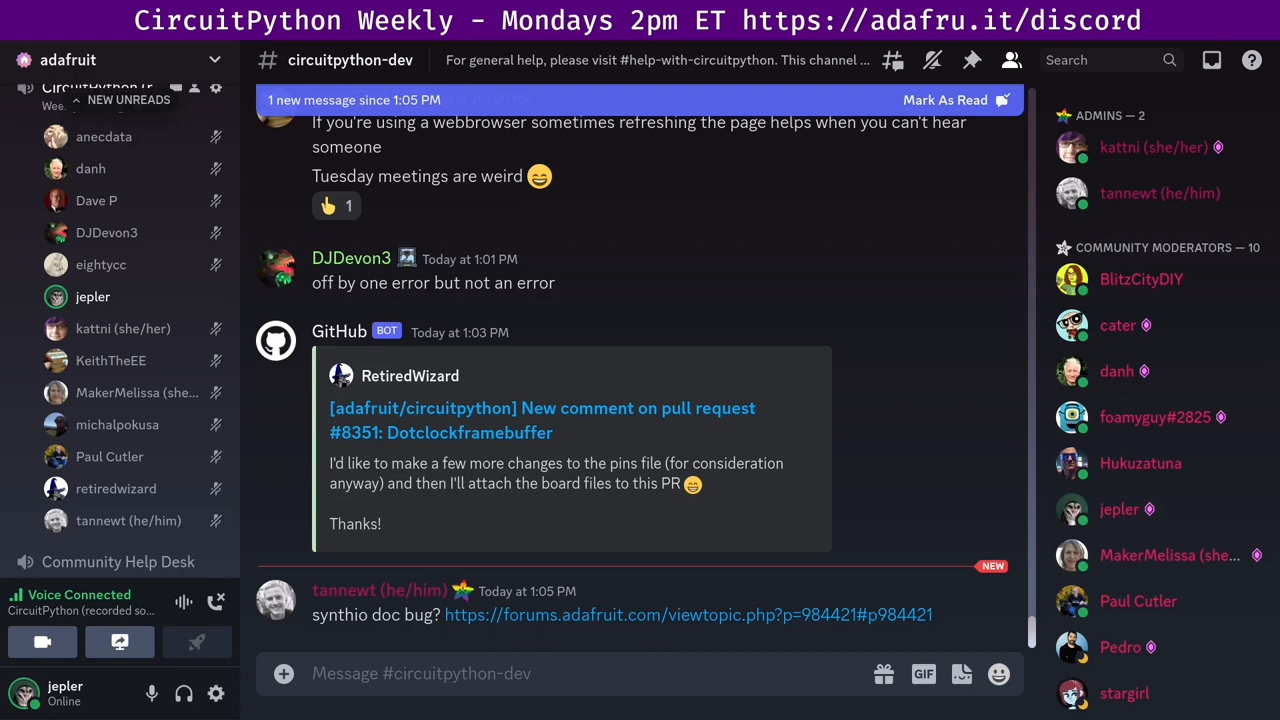 CircuitPython Weekly - Mondays 2pm ET https://adafru.it/discord
adafruit
NEW UNREADS
anecdata
danh
Dave P
DJDevon3
eightycc
jepler
kattni (she/her)
KeithTheEE
MakerMelissa (she...
michalpokusa
Paul Cutler
retiredwizard
tannewt (he/him)
Community Help Desk
Voice Connected
CircuitPython (recorded so...
jepler
Online
circuitpython-dev
For general help, please visit #help-with-circuitpython. This channel ...
Search
1 new message since 1:05 PM
Mark As Read
If you're using a webbrowser sometimes refreshing the page helps when you can't hear
someone
Tuesday meetings are weird 😄
👆 1
DJDevon3 Today at 1:01 PM
off by one error but not an error
GitHub BOT Today at 1:03 PM
RetiredWizard
[adafruit/circuitpython] New comment on pull request
#8351: Dotclockframebuffer
I'd like to make a few more changes to the pins file (for consideration
anyway) and then I'll attach the board files to this PR 😄
Thanks!
NEW
tannewt (he/him) Today at 1:05 PM
synthio doc bug? https://forums.adafruit.com/viewtopic.php?p=984421#p984421
Message #circuitpython-dev
GIF
ADMINS — 2
kattni (she/her)
tannewt (he/him)
COMMUNITY MODERATORS — 10
BlitzCityDIY
cater
danh
foamyguy#2825
Hukuzatuna
jepler
MakerMelissa (she...
Paul Cutler
Pedro
stargirl